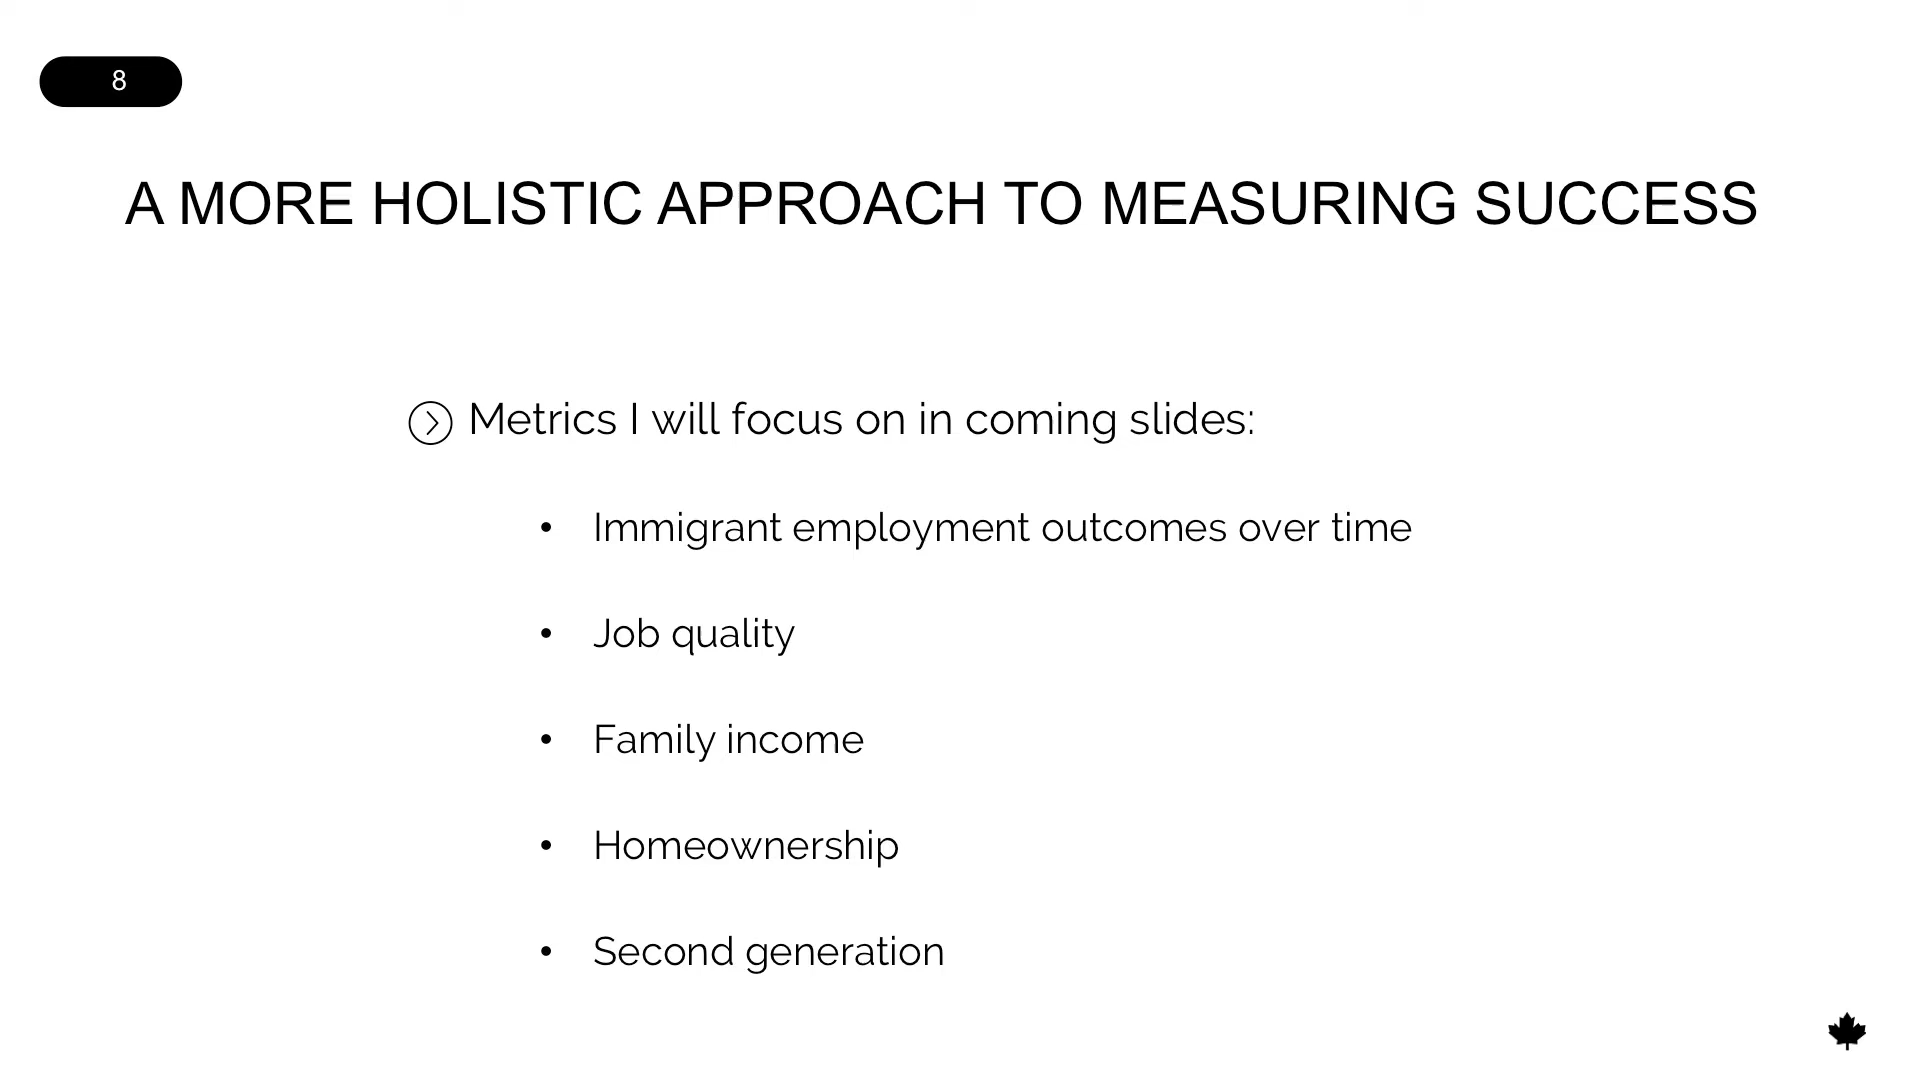 8
A MORE HOLISTIC APPROACH TO MEASURING SUCCESS
Metrics I will focus on in coming slides:
• Immigrant employment outcomes over time
• Job quality
• Family income
• Homeownership
• Second generation